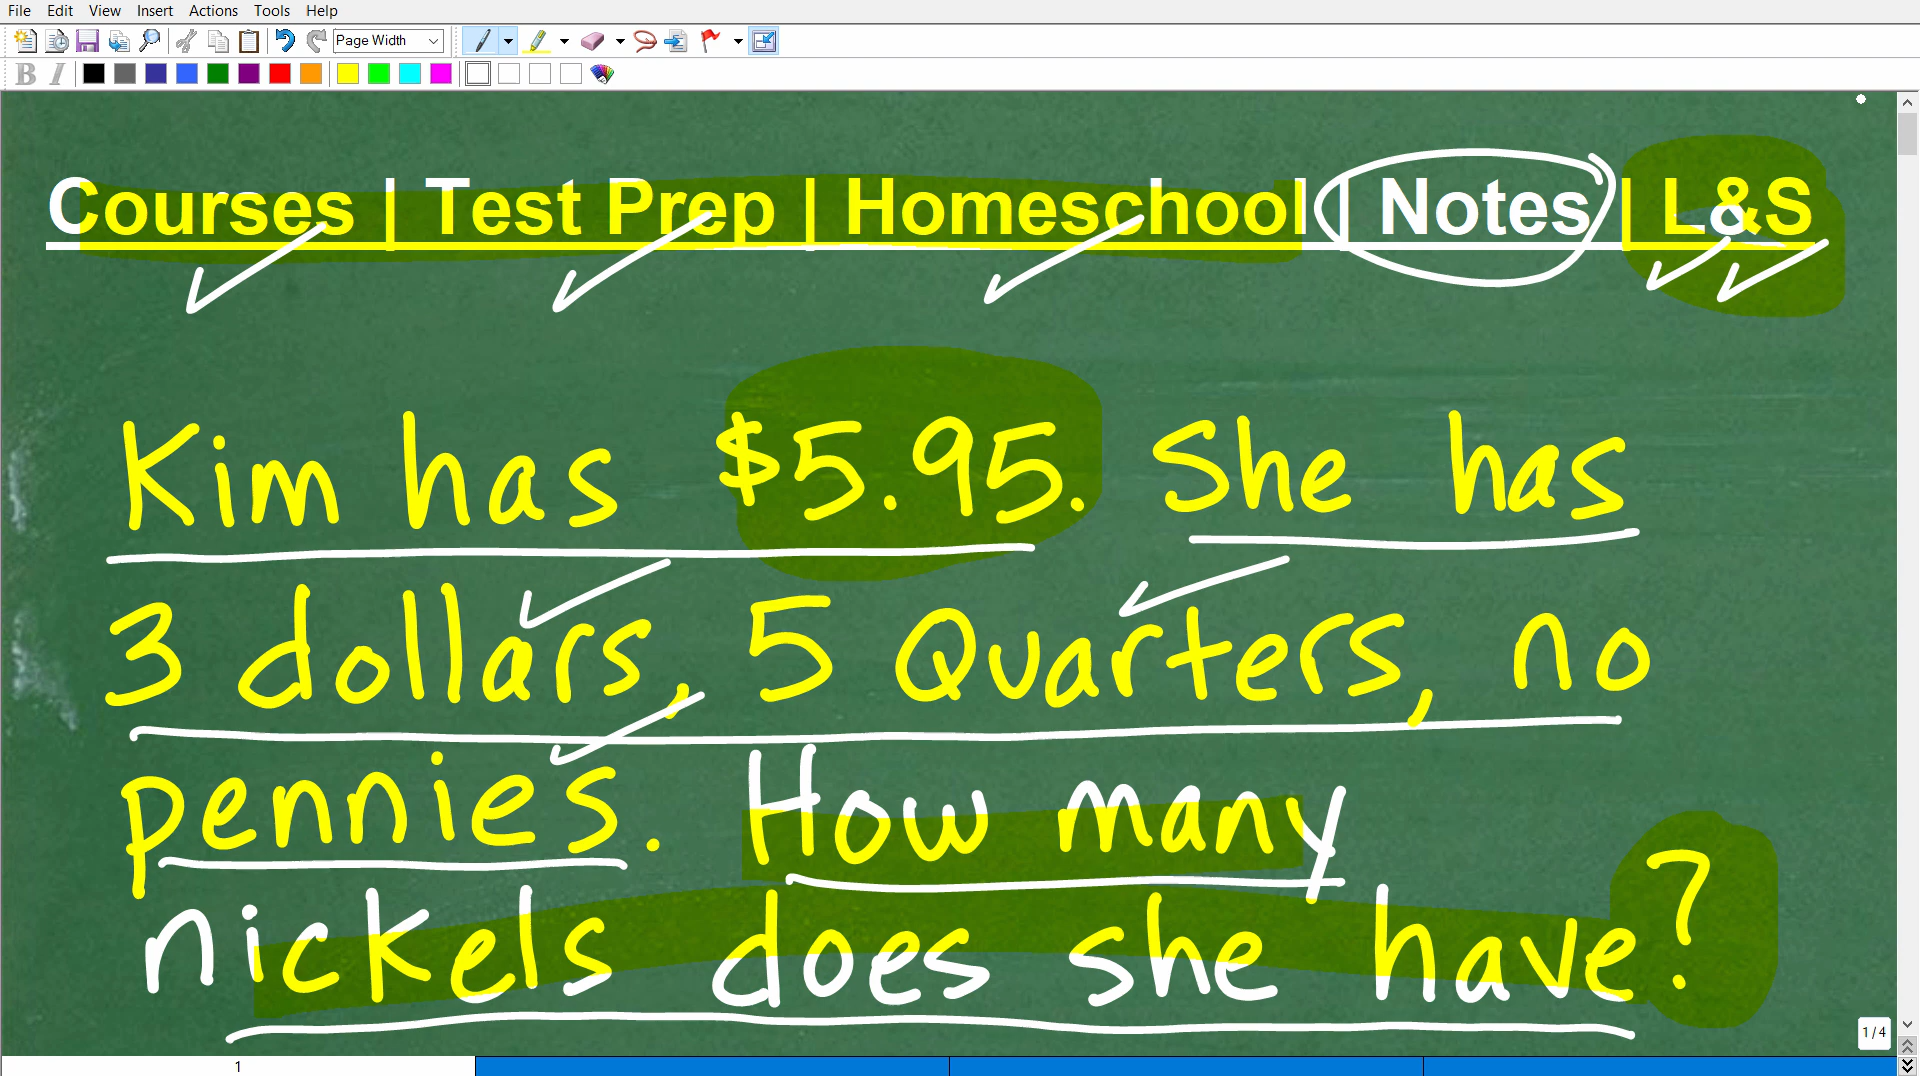 File Edit View Insert Actions Tools Help
Page Width
B I
Courses | Test Prep | Homeschool | Notes | L&S
Kim has $5.95. She has
3 dollars, 5 Quarters, no
pennies. How many
nickels does she have?
1 / 4
1